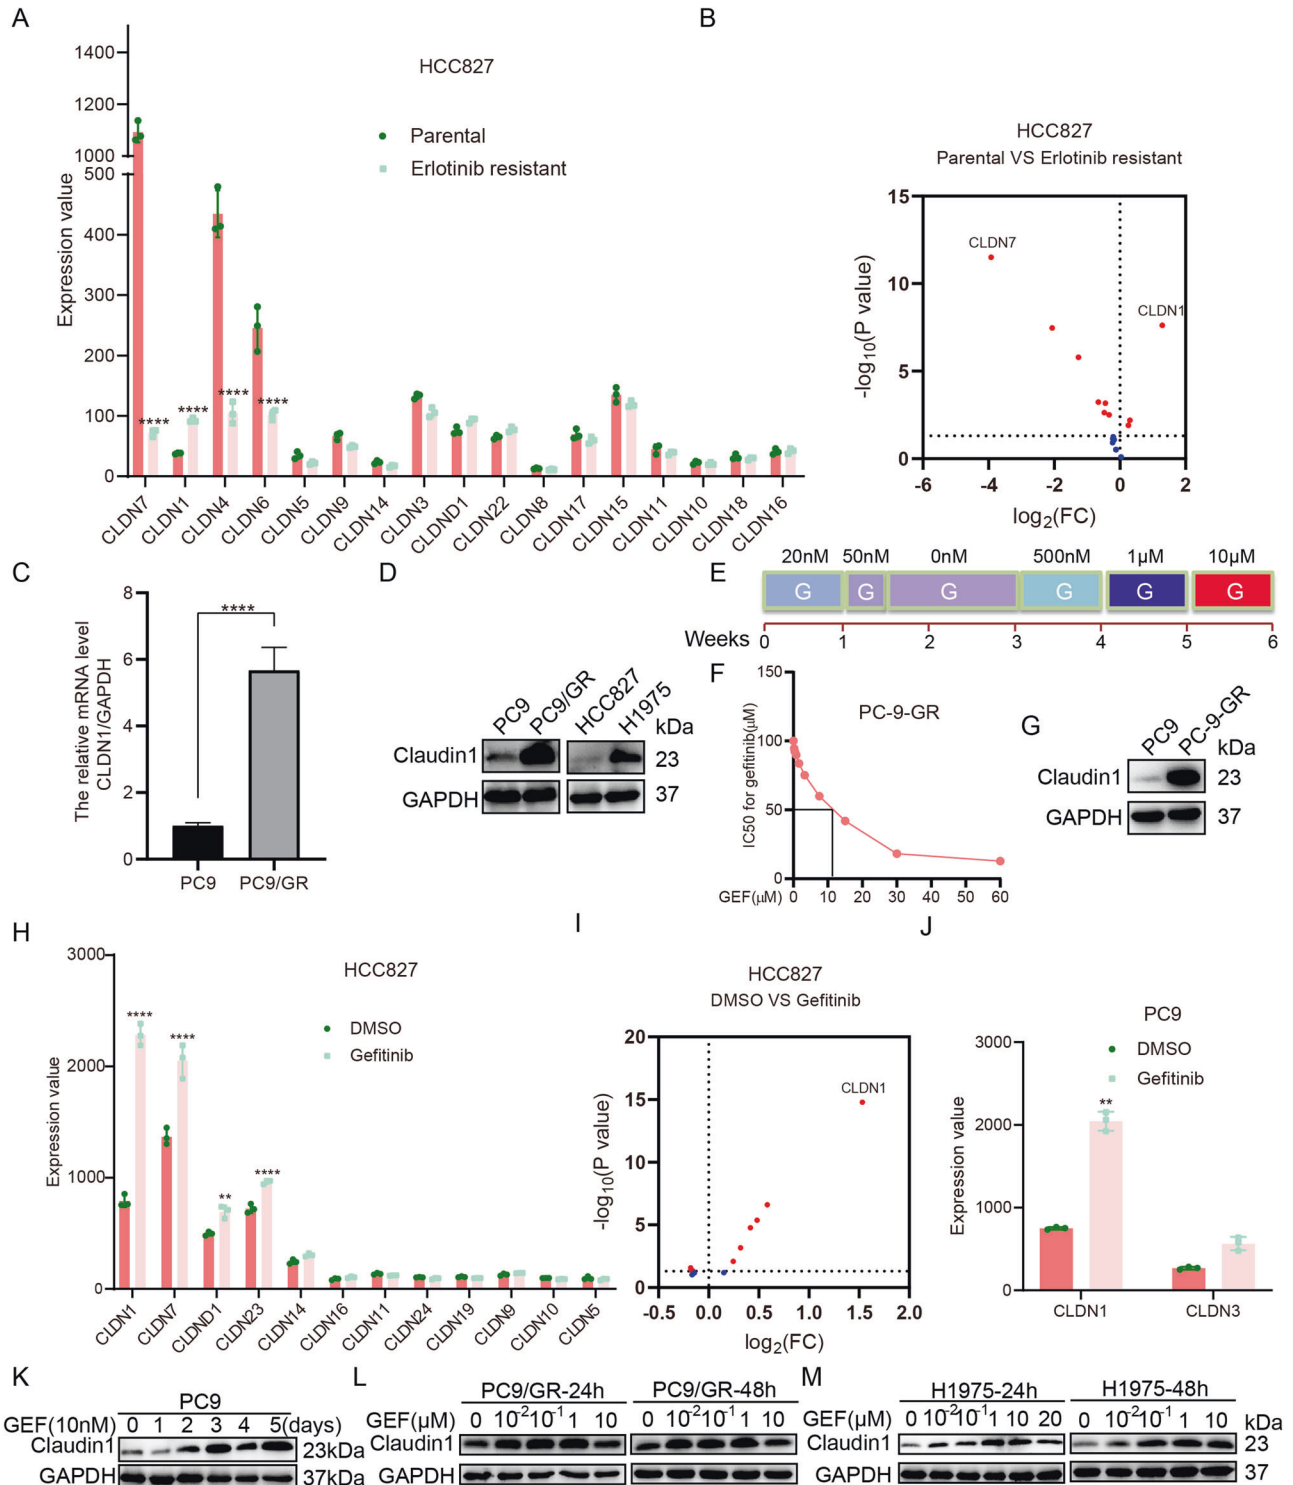 A
HCC827
Parental
Erlotinib resistant
Expression value
1400
1200
1000
500
400
300
200
100
0
****
****
****
****
CLDN7
CLDN1
CLDN4
CLDN6
CLDN5
CLDN9
CLDN14
CLDN3
CLDND1
CLDN22
CLDN8
CLDN17
CLDN15
CLDN11
CLDN10
CLDN18
CLDN16
B
HCC827
Parental VS Erlotinib resistant
-log10(P value)
15
10
5
0
CLDN7
CLDN1
-6 -4 -2 0 2
log2(FC)
C
The relative mRNA level
CLDN1/GAPDH
8
6
4
2
0
****
PC9 PC9/GR
D
PC9 PC9/GR HCC827 H1975 kDa
Claudin1 23
GAPDH 37
E
20nM 50nM 0nM 500nM 1μM 10μM
G G G G G G
Weeks 0 1 2 3 4 5 6
F
PC-9-GR
IC50 for gefitinib(μM)
150
100
50
0
GEF(μM) 0 10 20 30 40 50 60
G
PC9 PC-9-GR kDa
Claudin1 23
GAPDH 37
H
HCC827
DMSO
Gefitinib
Expression value
3000
2000
1000
0
****
****
**
****
CLDN1
CLDN7
CLDND1
CLDN23
CLDN14
CLDN16
CLDN11
CLDN24
CLDN19
CLDN9
CLDN10
CLDN5
I
HCC827
DMSO VS Gefitinib
-log10(P value)
20
15
10
5
0
CLDN1
-0.5 0.0 0.5 1.0 1.5 2.0
log2(FC)
J
PC9
DMSO
Gefitinib
Expression value
3000
2000
1000
0
**
CLDN1 CLDN3
K
PC9
GEF(10nM) 0 1 2 3 4 5(days)
Claudin1 23kDa
GAPDH 37kDa
L
PC9/GR-24h PC9/GR-48h
GEF(μM) 0 10-2 10-1 1 10 0 10-2 10-1 1 10
Claudin1
GAPDH
M
H1975-24h H1975-48h
GEF(μM) 0 10-2 10-1 1 10 20 0 10-2 10-1 1 10 kDa
Claudin1 23
GAPDH 37